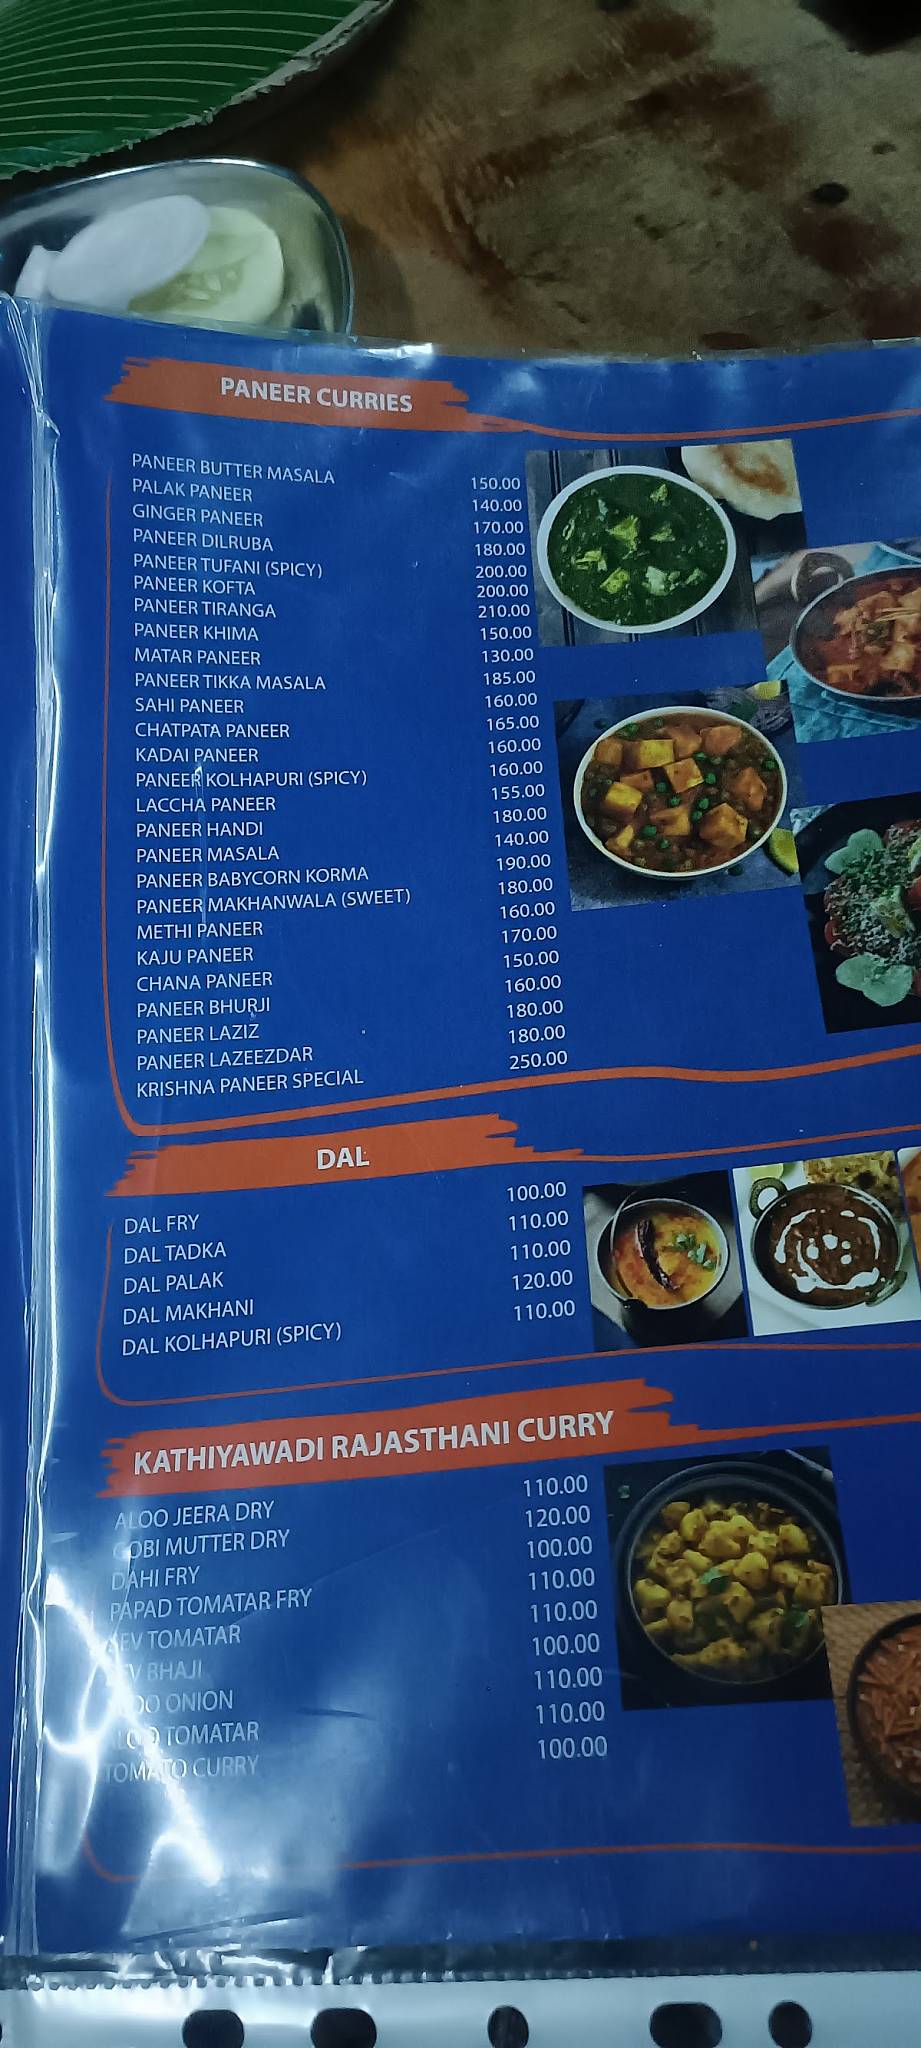 PANEER CURRIES
PANEER BUTTER MASALA 150.00
PALAK PANEER 140.00
GINGER PANEER 170.00
PANEER DILRUBA 180.00
PANEER TUFANI (SPICY) 200.00
PANEER KOFTA 200.00
PANEER TIRANGA 210.00
PANEER KHIMA 150.00
MATAR PANEER 130.00
PANEER TIKKA MASALA 185.00
SAHI PANEER 160.00
CHATPATA PANEER 165.00
KADAI PANEER 160.00
PANEER KOLHAPURI (SPICY) 160.00
LACCHA PANEER 155.00
PANEER HANDI 180.00
PANEER MASALA 140.00
PANEER BABYCORN KORMA 190.00
PANEER MAKHANWALA (SWEET) 180.00
METHI PANEER 160.00
KAJU PANEER 170.00
CHANA PANEER 150.00
PANEER BHURJI 160.00
PANEER LAZIZ 180.00
PANEER LAZEEZDAR 180.00
KRISHNA PANEER SPECIAL 250.00
DAL
DAL FRY 100.00
DAL TADKA 110.00
DAL PALAK 110.00
DAL MAKHANI 120.00
DAL KOLHAPURI (SPICY) 110.00
KATHIYAWADI RAJASTHANI CURRY
ALOO JEERA DRY 110.00
GOBI MUTTER DRY 120.00
DAHI FRY 100.00
PAPAD TOMATAR FRY 110.00
SEV TOMATAR 110.00
SEV BHAJI 100.00
ALOO ONION 110.00
ALOO TOMATAR 110.00
TOMATO CURRY 100.00